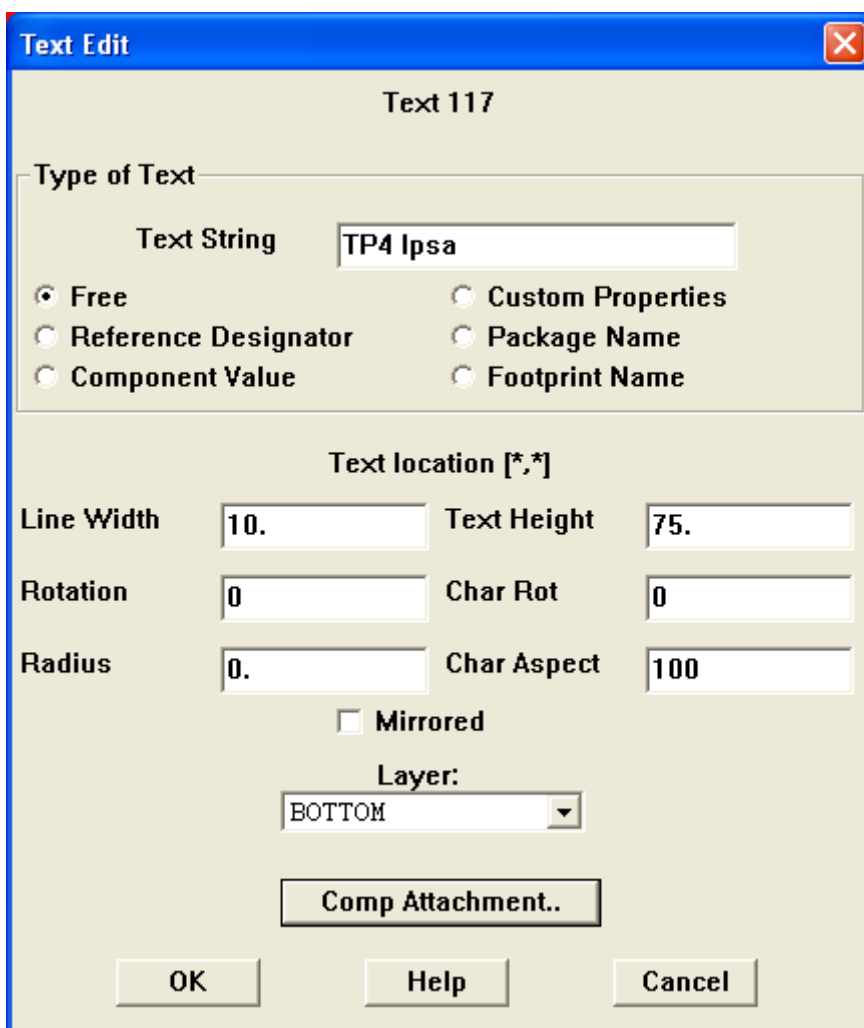 Text Edit
Text 117
Type of Text
Text String TP4 Ipsa
Free Custom Properties
Reference Designator Package Name
Component Value Footprint Name
Text location [*,*]
Line Width 10. Text Height 75.
Rotation 0 Char Rot 0
Radius 0. Char Aspect 100
Mirrored
Layer:
BOTTOM
Comp Attachment..
OK Help Cancel